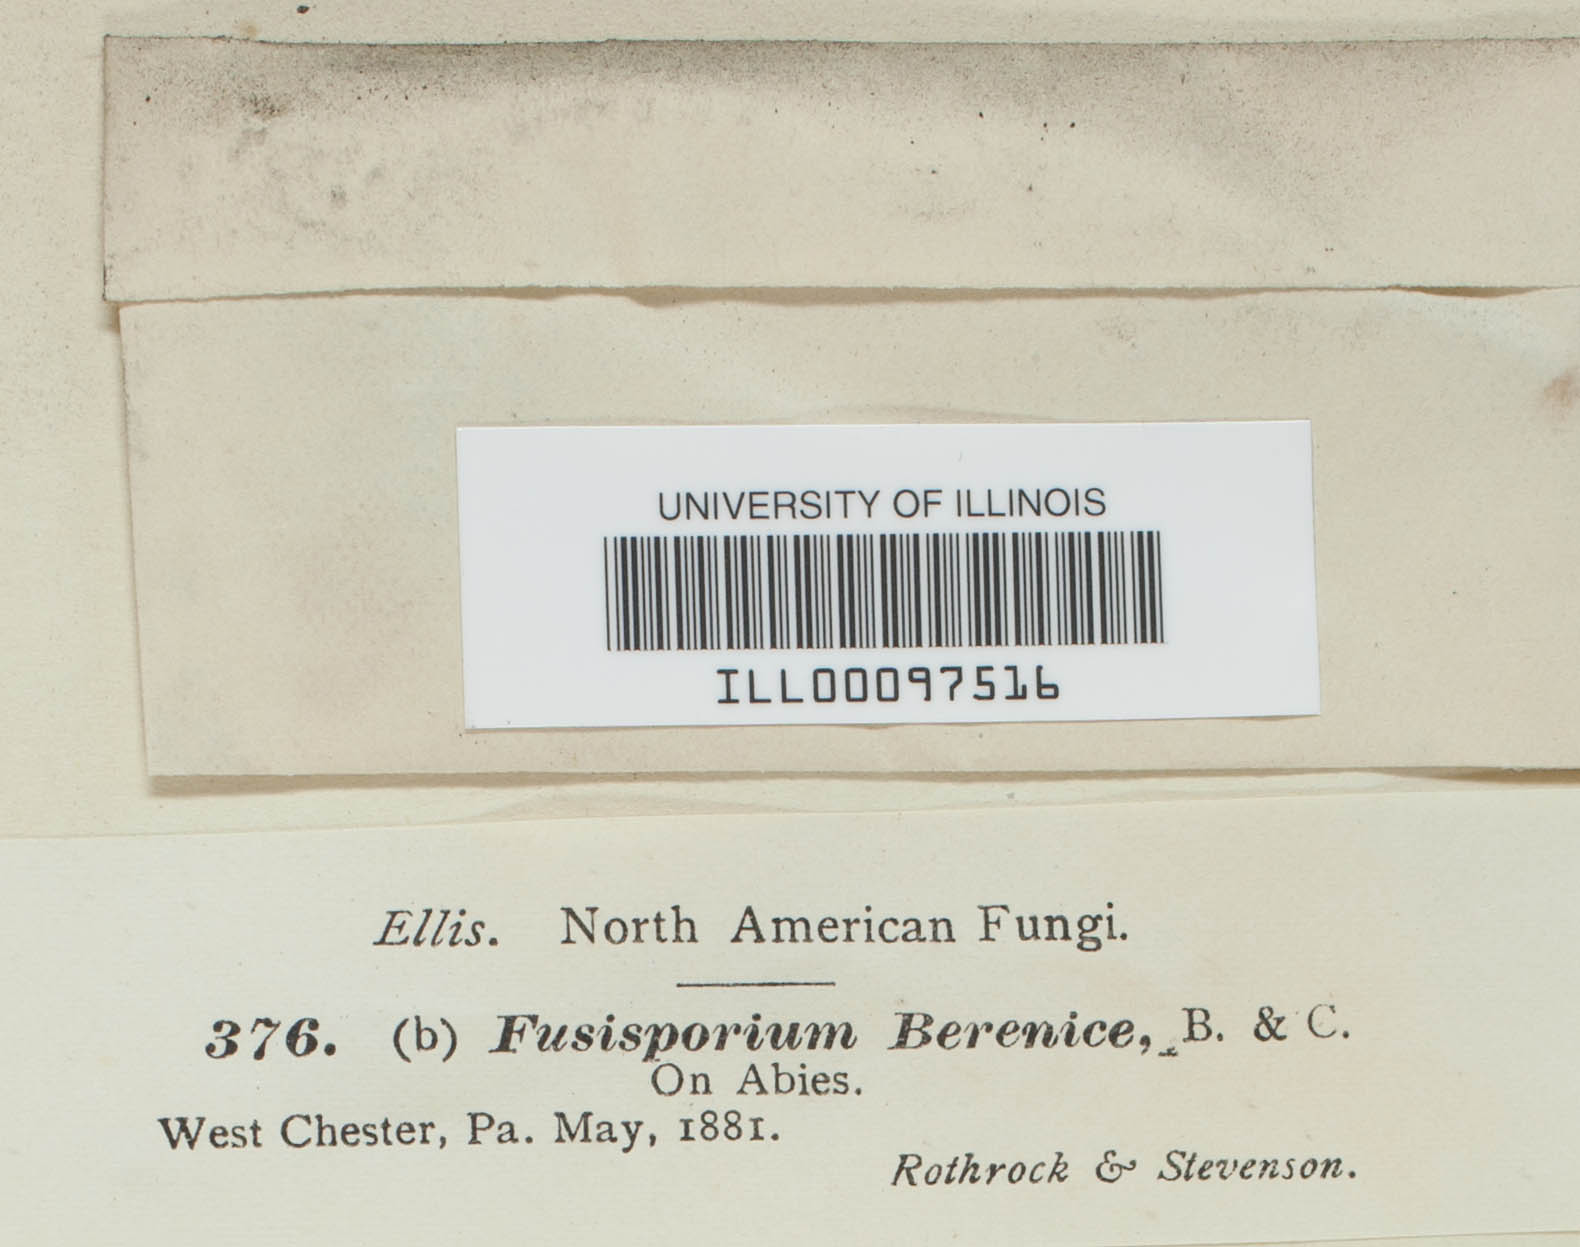 UNIVERSITY OF ILLINOIS
ILL00097516
Ellis. North American Fungi.
376. (b) Fusisporium Berenice, B. & C.
On Abies.
West Chester, Pa. May, 1881.
Rothrock & Stevenson.